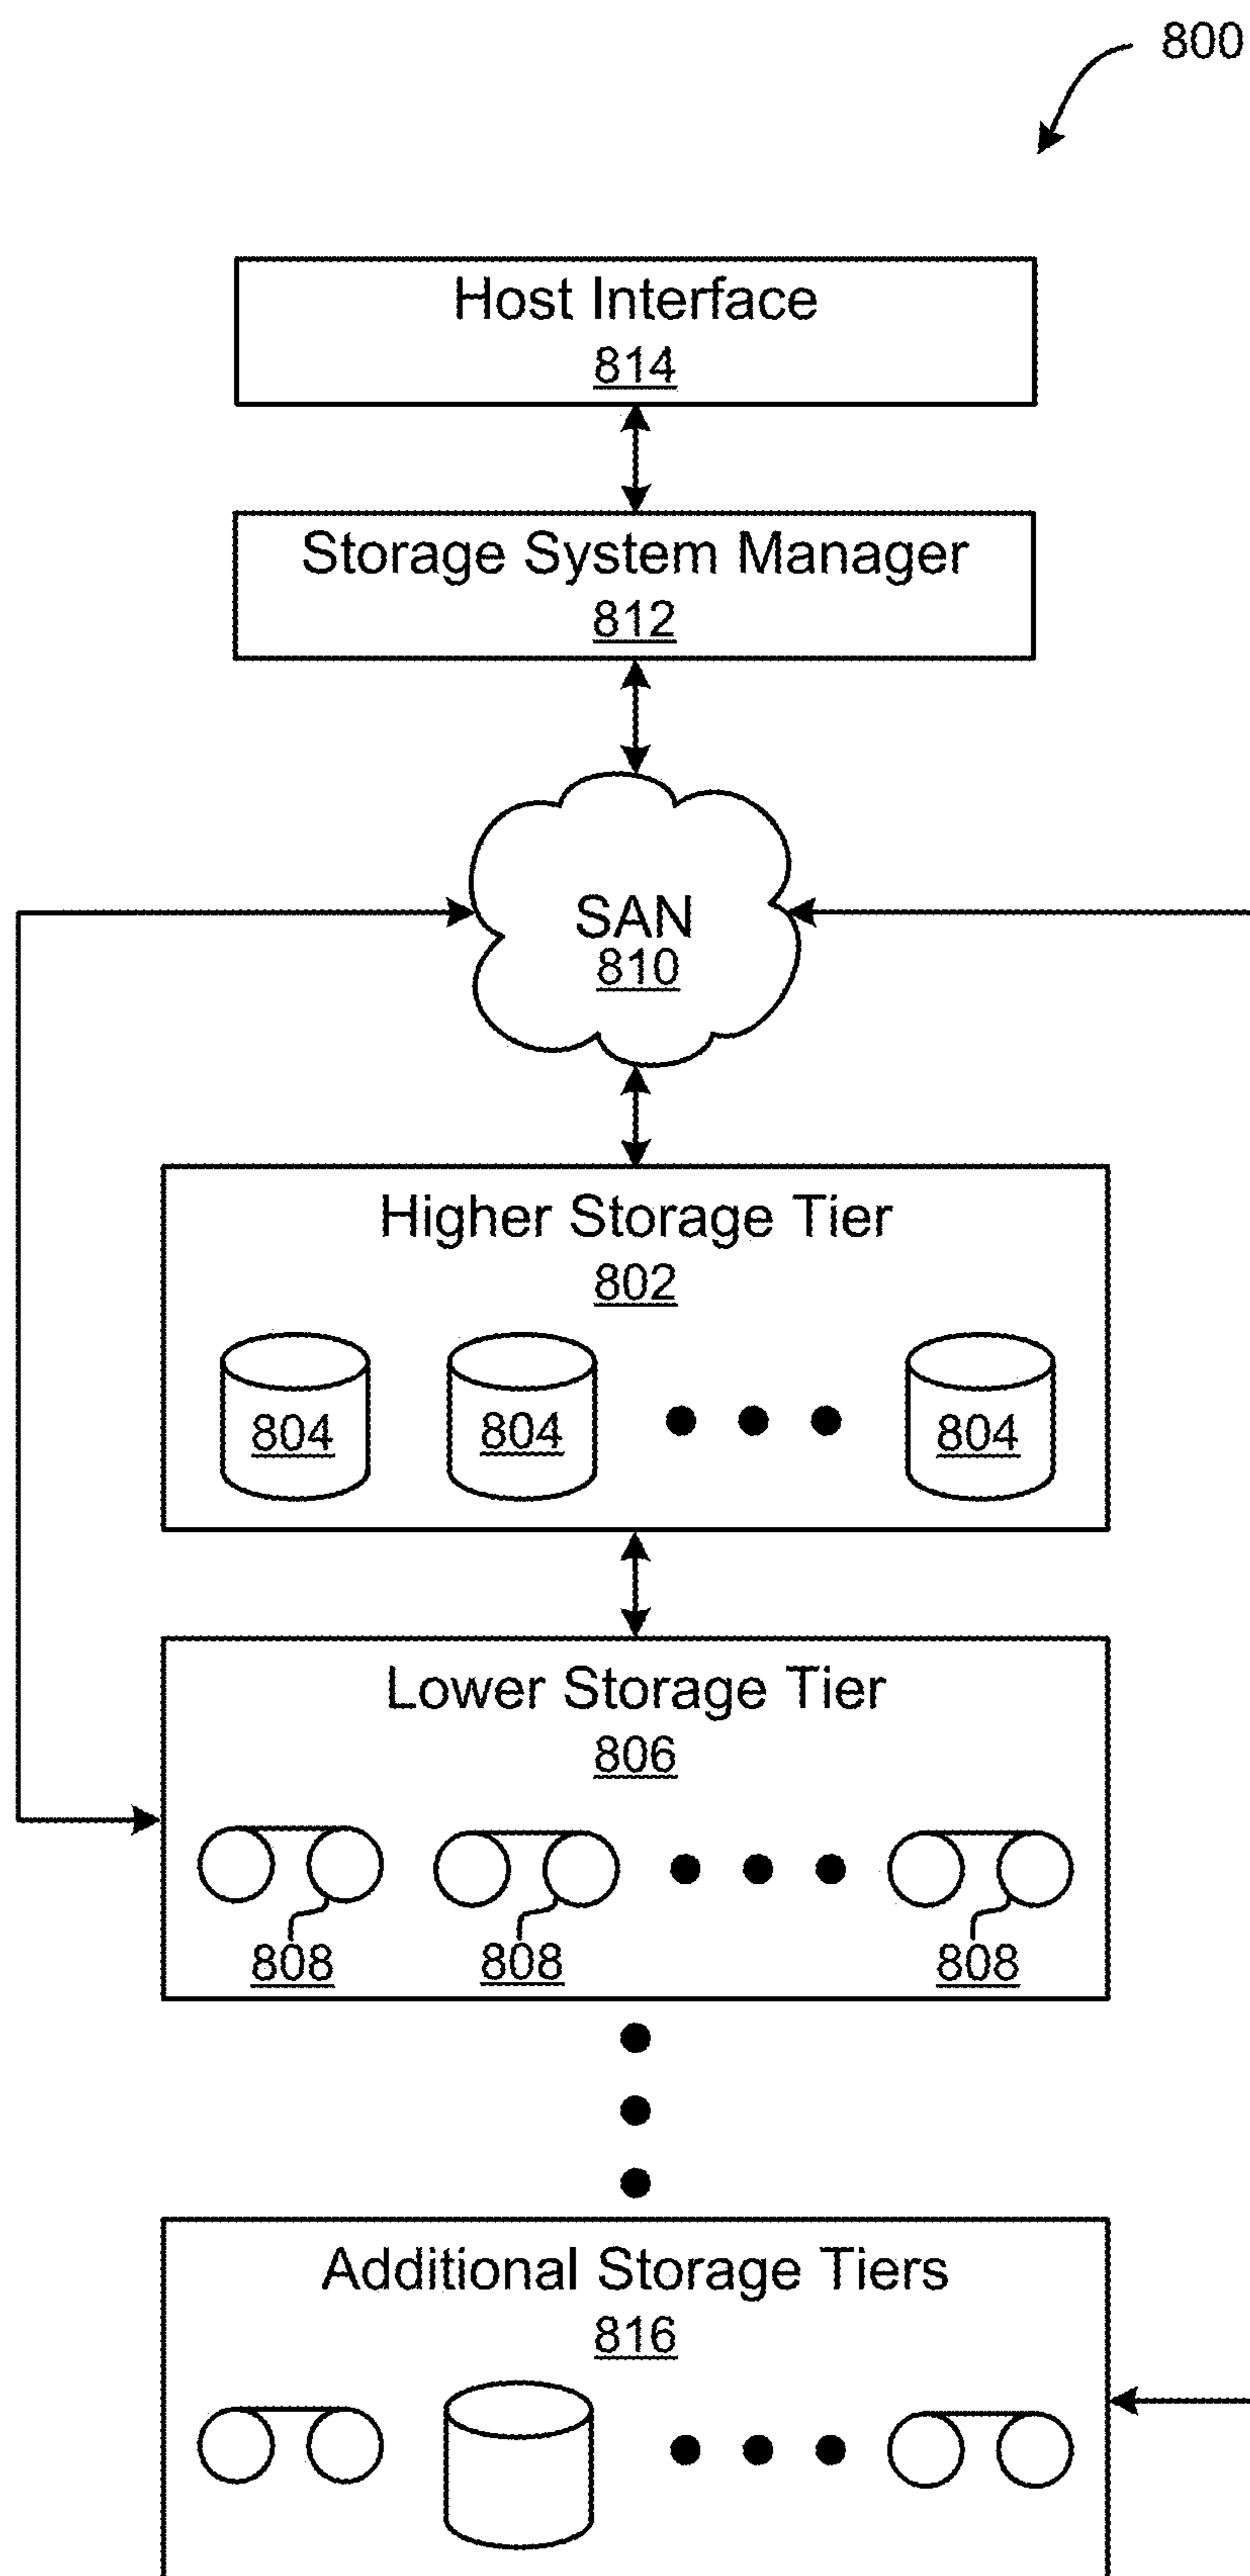 800
Host Interface
814
Storage System Manager
812
SAN
810
Higher Storage Tier
802
804 804 804
Lower Storage Tier
806
808 808 808
Additional Storage Tiers
816